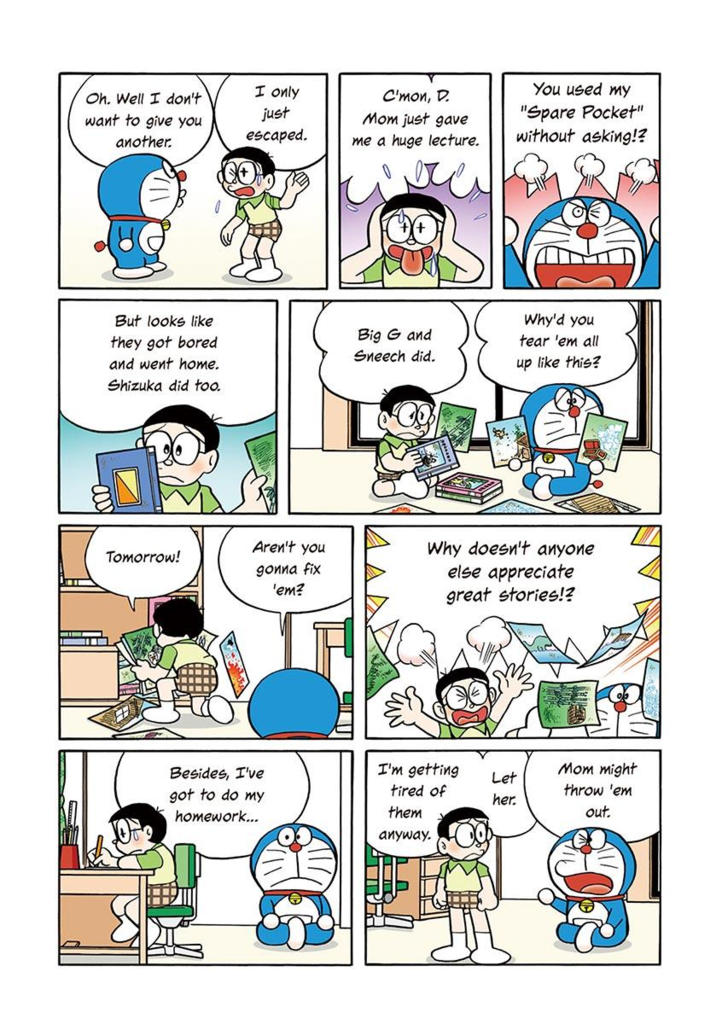 You used my
"Spare Pocket"
without asking!?
C'mon, D.
Mom just gave
me a huge lecture.
I only
just
escaped.
Oh. Well I don't
want to give you
another.
Why'd you
tear 'em all
up like this?
Big G and
Sneech did.
But looks like
they got bored
and went home.
Shizuka did too.
Why doesn't anyone
else appreciate
great stories!?
Aren't you
gonna fix
'em?
Tomorrow!
Mom might
throw 'em
out.
Let
her.
I'm getting
tired of
them
anyway.
Besides, I've
got to do my
homework...